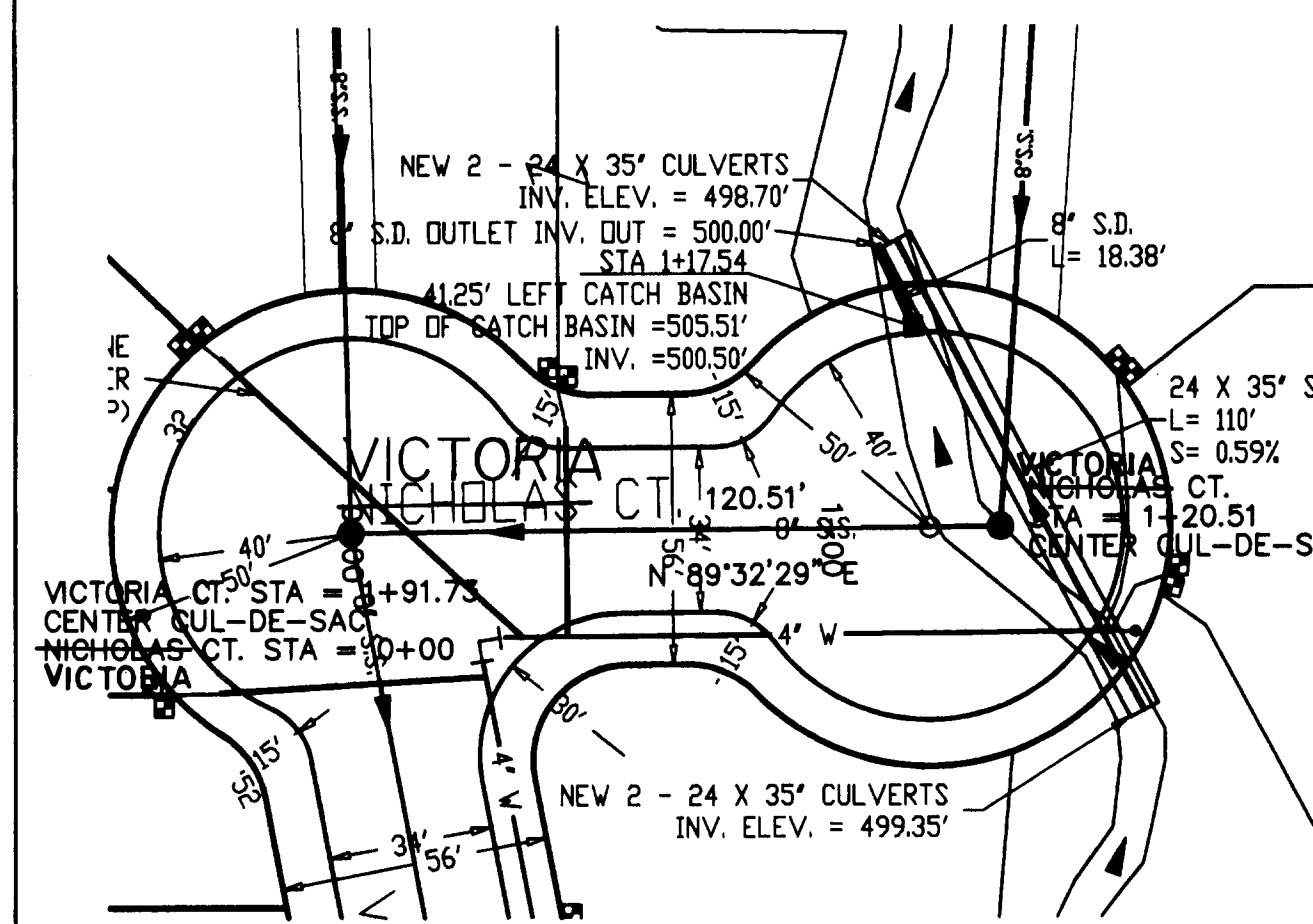 NEW 2 - 24 X 35" CULVERTS
INV. ELEV. = 498.70'
8" S.D. OUTLET INV. OUT = 500.00'
STA 1+17.54
41.25' LEFT CATCH BASIN
TOP OF CATCH BASIN =505.51'
INV. =500.50'
8" S.D.
L= 18.38'
24 X 35" S
L= 110'
S= 0.59%
VICTORIA
NICHOLAS CT.
STA = 1+20.51
CENTER CUL-DE-S
NE
ER
P)
32
15'
15'
50'
40'
VICTORIA
NICHOLAS CT.
120.51'
34'
56'
N 89°32'29" E
40'
50'
VICTORIA CT. STA = 1+91.73
CENTER CUL-DE-SAC
NICHOLAS CT. STA = 0+00
VICTORIA
4" W
15'
30'
15'
25'
4" W
34'
56'
NEW 2 - 24 X 35" CULVERTS
INV. ELEV. = 499.35'
8"S.S.
8"S.S.